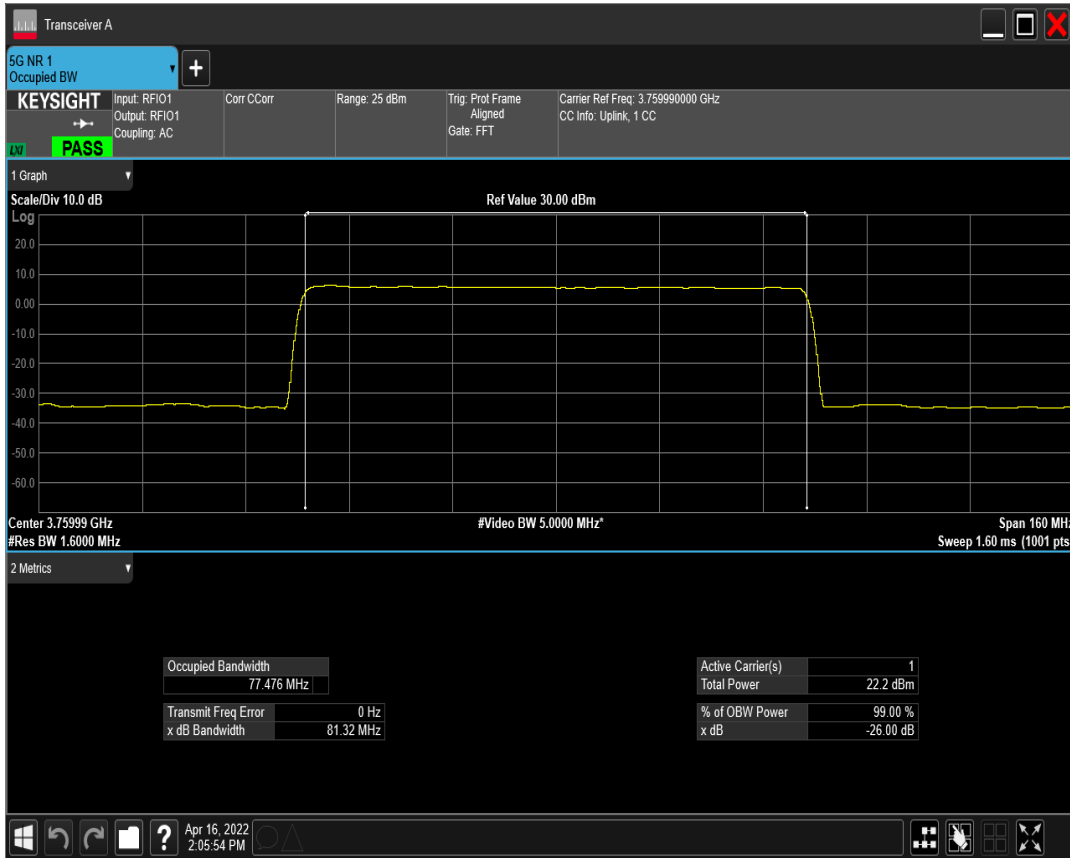 Transceiver A
5G NR 1
Occupied BW
+
KEYSIGHT
Input: RFIO1
Output: RFIO1
Coupling: AC
Corr CCorr
Range: 25 dBm
Trig: Prot Frame
Aligned
Gate: FFT
Carrier Ref Freq: 3.759990000 GHz
CC Info: Uplink, 1 CC
LXI
PASS
1 Graph
Scale/Div 10.0 dB
Ref Value 30.00 dBm
Log
20.0
10.0
0.00
-10.0
-20.0
-30.0
-40.0
-50.0
-60.0
Center 3.75999 GHz
#Video BW 5.0000 MHz*
Span 160 MHz
#Res BW 1.6000 MHz
Sweep 1.60 ms (1001 pts
2 Metrics
Occupied Bandwidth
77.476 MHz
Transmit Freq Error 0 Hz
x dB Bandwidth 81.32 MHz
Active Carrier(s) 1
Total Power 22.2 dBm
% of OBW Power 99.00 %
x dB -26.00 dB
?
Apr 16, 2022
2:05:54 PM